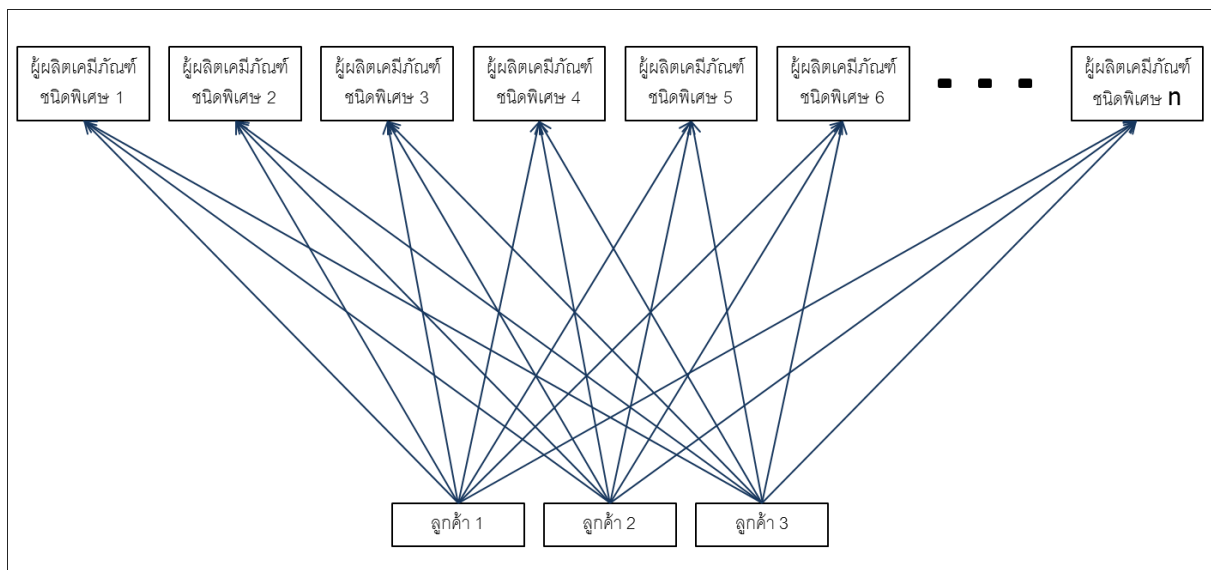 ผู้ผลิตเคมีภัณฑ์
ชนิดพิเศษ 1
ผู้ผลิตเคมีภัณฑ์
ชนิดพิเศษ 2
ผู้ผลิตเคมีภัณฑ์
ชนิดพิเศษ 3
ผู้ผลิตเคมีภัณฑ์
ชนิดพิเศษ 4
ผู้ผลิตเคมีภัณฑ์
ชนิดพิเศษ 5
ผู้ผลิตเคมีภัณฑ์
ชนิดพิเศษ 6
ผู้ผลิตเคมีภัณฑ์
ชนิดพิเศษ n
ลูกค้า 1
ลูกค้า 2
ลูกค้า 3